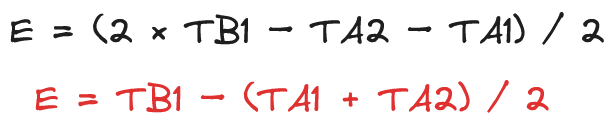 E = (2 × TB1 – TA2 – TA1) / 2
E = TB1 – (TA1 + TA2) / 2